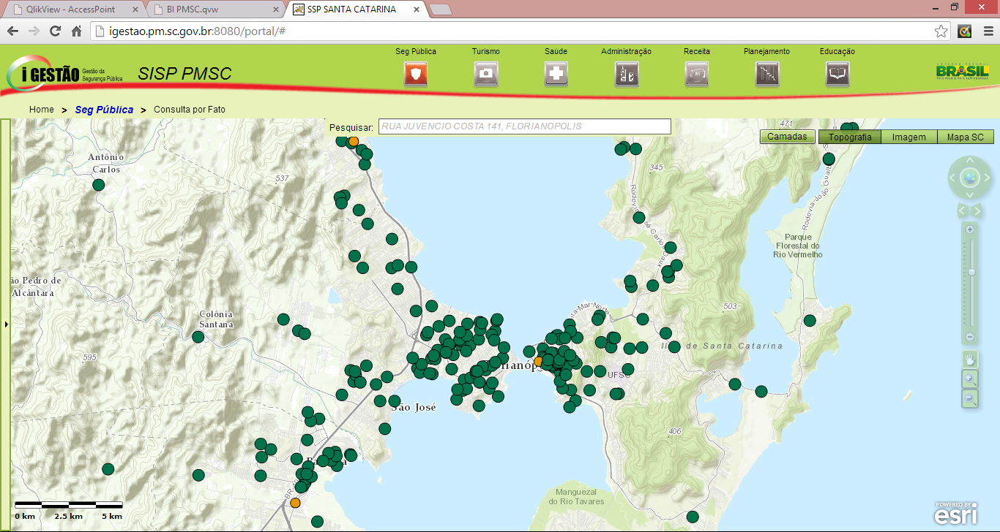 QlikView - AccessPoint
BI PMSC.qvw
SSP SANTA CATARINA
igestao.pm.sc.gov.br:8080/portal/#
i GESTÃO
Gestão da
Segurança Pública
SISP PMSC
Seg Pública
Turismo
Saúde
Administração
Receita
Planejamento
Educação
BRASIL
Home > Seg Pública > Consulta por Fato
Pesquisar:
RUA JUVENCIO COSTA 141, FLORIANOPOLIS
Camadas
Topografia
Imagem
Mapa SC
471
Antônio
Carlos
537
345
Parque
Florestal do
Rio Vermelho
ão Pedro de
Alcântara
503
Colônia
Santana
de Santa Catarina
595
ianóp
UFSC
São José
406
Manguezal
do Rio Tavares
0 km
2.5 km
5 km
POWERED BY
esri